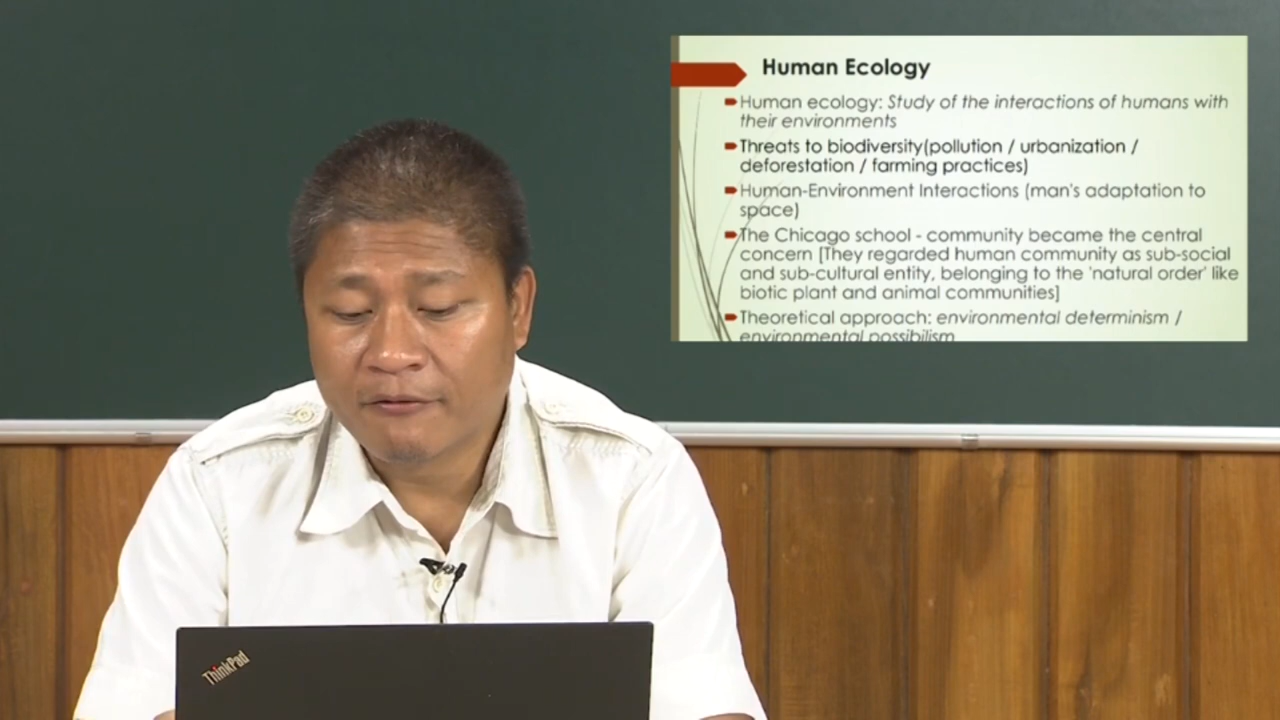 Human Ecology
Human ecology: Study of the interactions of humans with
their environments
Threats to biodiversity(pollution / urbanization /
deforestation / farming practices)
Human-Environment Interactions (man's adaptation to
space)
The Chicago school - community became the central
concern [They regarded human community as sub-social
and sub-cultural entity, belonging to the 'natural order' like
biotic plant and animal communities]
Theoretical approach: environmental determinism /
environmental possibilism
ThinkPad